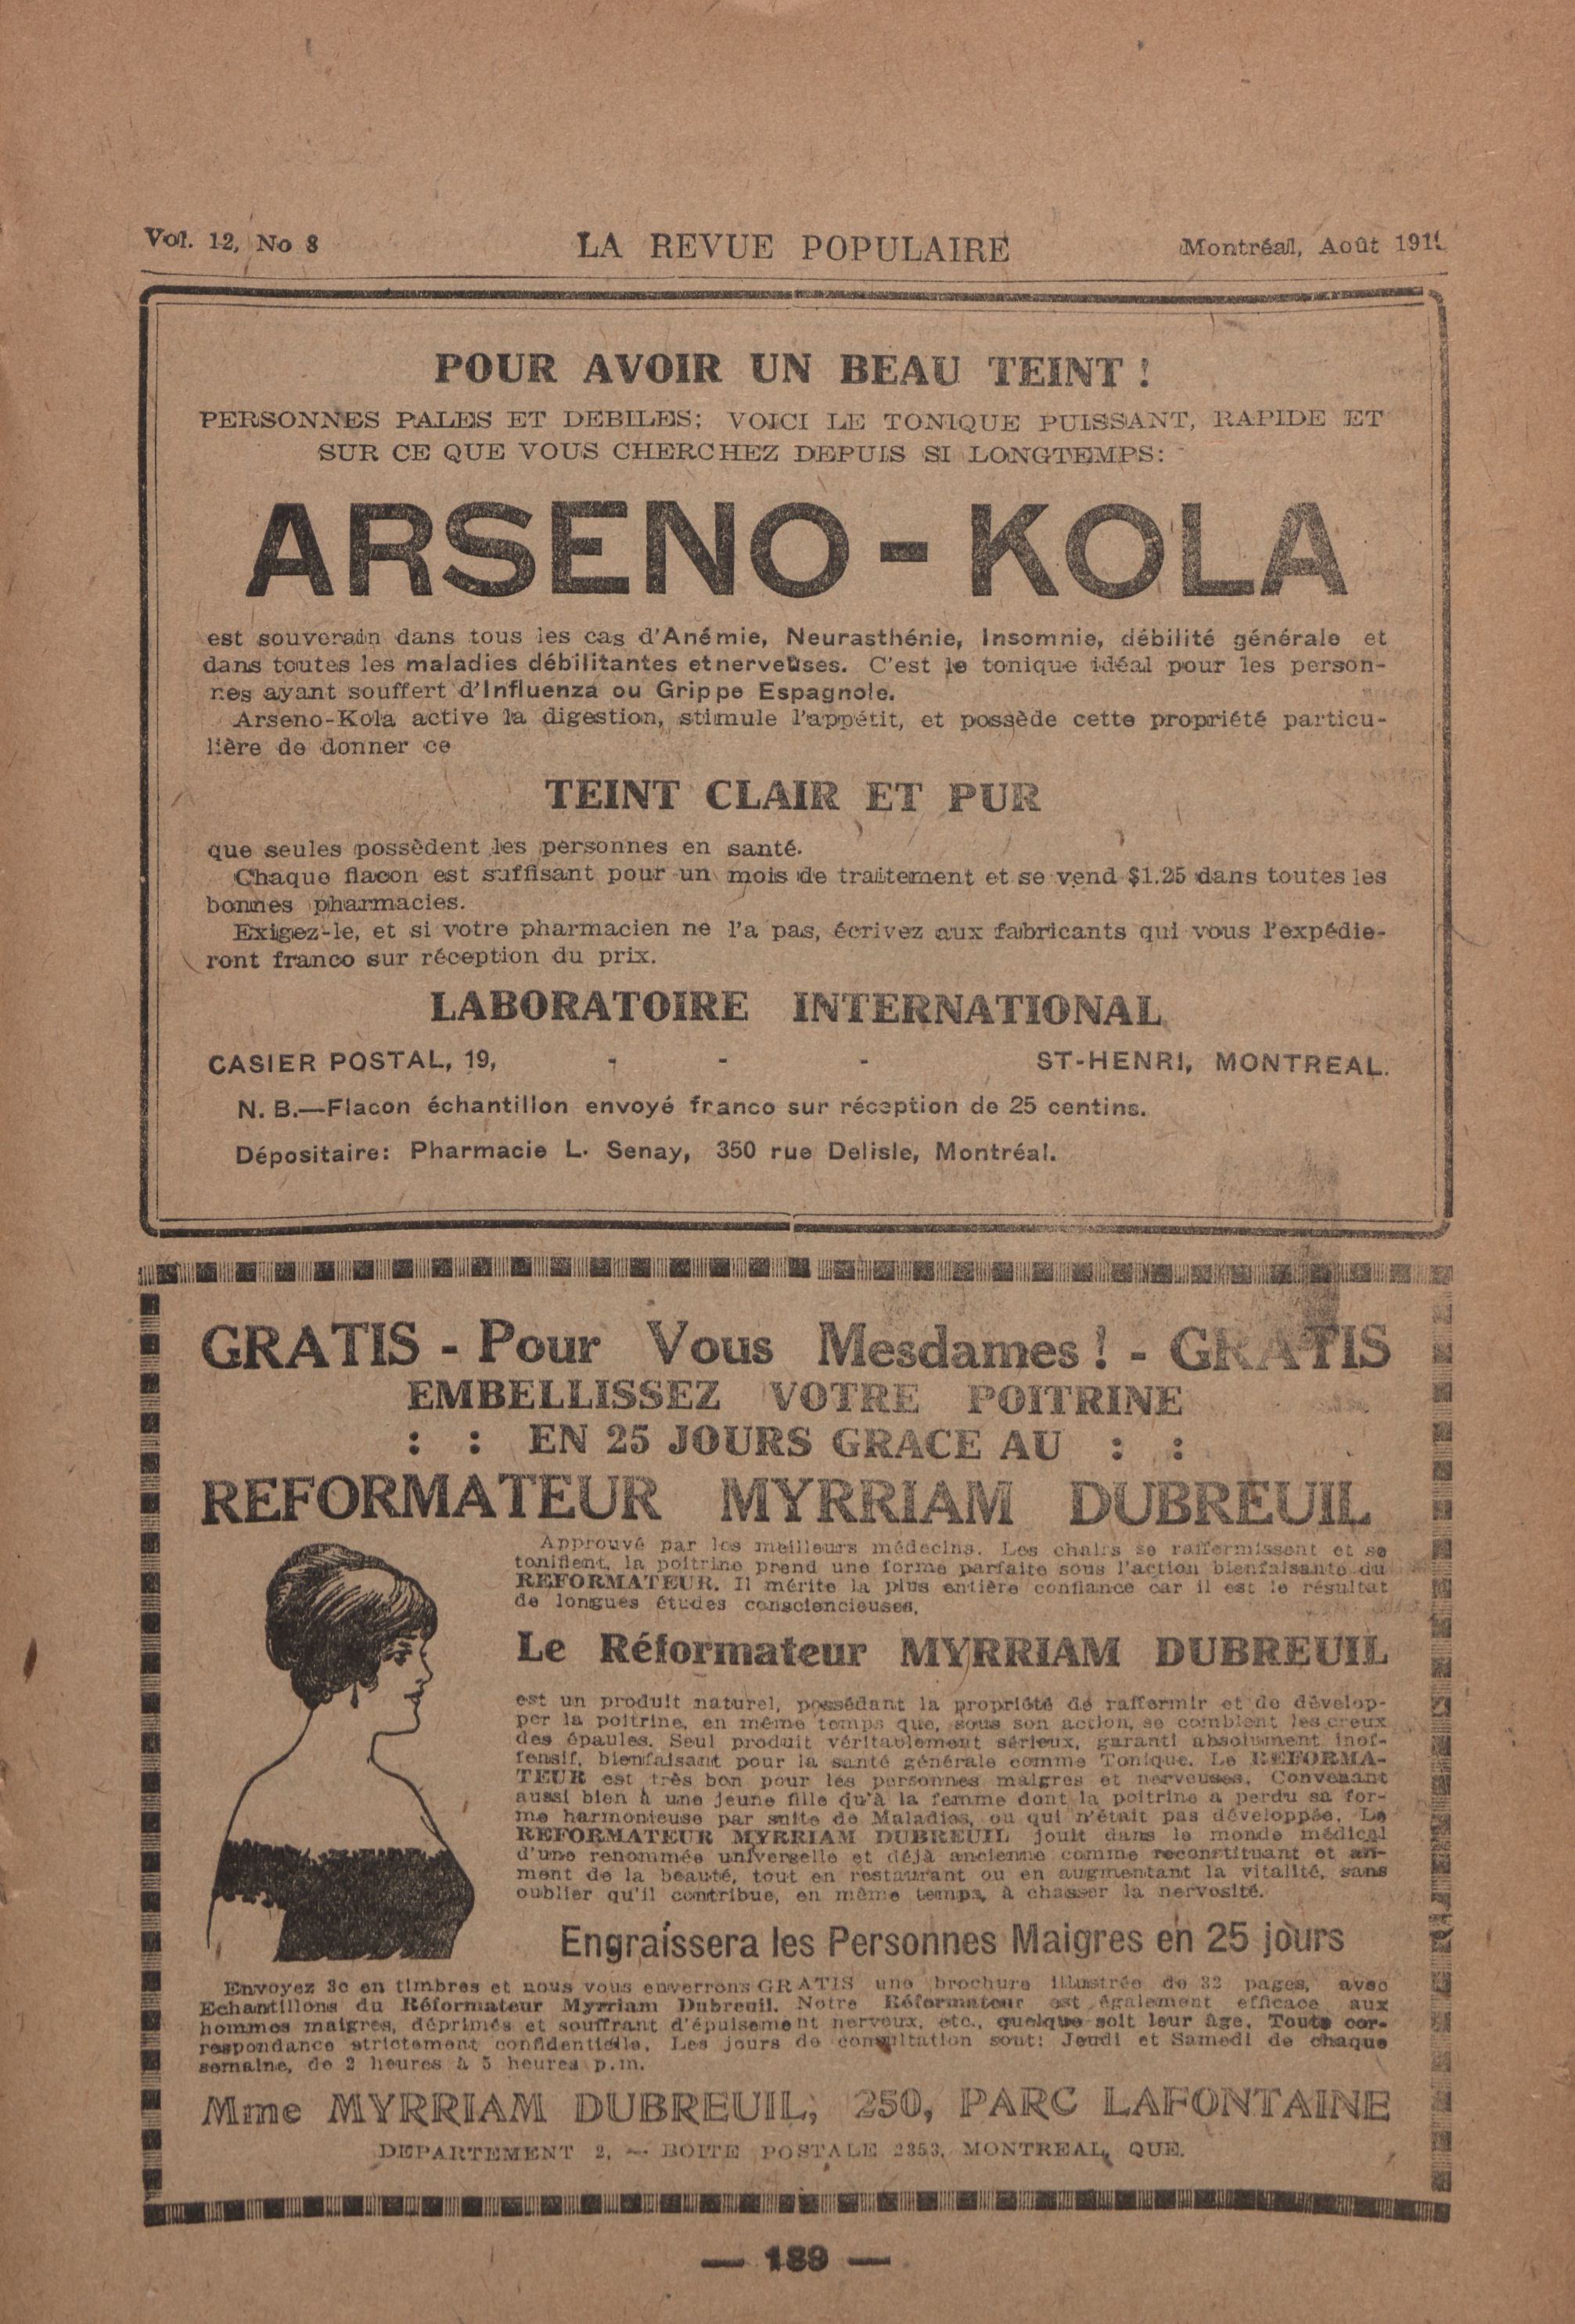 Vol. 12, No 8 LA REVUE POPULAIRE Montréal, Août
POUR AVOIR UN BEAU TEINT !
PERSONNES PALES ET DEBILES; VOICI LE TONIQUE PUISSANT, RAPIDE ET
SUR CE QUE VOUS CHERCHEZ DEPUIS SI LONGTEMPS:
ARSENO - KOLA
est souverain dans tous les cas d'Anémie, Neurasthénie, Insomnie, débilité générale et
dans toutes les maladies débilitantes et nerveuses. C'est le tonique idéal pour les person-
nes ayant souffert d'Influenza ou Grippe Espagnole.
Arseno-Kola active la digestion, stimule l'appétit, et possède cette propriété particu-
lière de donner ce
TEINT CLAIR ET PUR
que seules possèdent les personnes en santé.
Chaque flacon est suffisant pour un mois de traitement et se vend $1.25 dans toutes les
bonnes pharmacies.
Exigez-le, et si votre pharmacien ne l'a pas, écrivez aux fabricants qui vous l'expédie-
ront franco sur réception du prix.
LABORATOIRE INTERNATIONAL
CASIER POSTAL, 19, - - - ST-HENRI, MONTREAL.
N. B.—Flacon échantillon envoyé franco sur réception de 25 centins.
Dépositaire: Pharmacie L. Senay, 350 rue Delisle, Montréal.
GRATIS - Pour Vous Mesdames ! - GRATIS
EMBELLISSEZ VOTRE POITRINE
: : EN 25 JOURS GRACE AU : :
REFORMATEUR MYRRIAM DUBREUIL
Approuvé par les meilleurs médecins. Les chairs se raffermissent et se
tonifient, la poitrine prend une forme parfaite sous l'action bienfaisante du
REFORMATEUR. Il mérite la plus entière confiance car il est le résultat
de longues études consciencieuses.
Le Réformateur MYRRIAM DUBREUIL
est un produit naturel, possédant la propriété de raffermir et de dévelop-
per la poitrine, en même temps que, sous son action, se comblent les creux
des épaules. Seul produit véritablement sérieux, garanti absolument inof-
fensif, bienfaisant pour la santé générale comme Tonique. Le REFORMA-
TEUR est très bon pour les personnes maigres et nerveuses. Convenant
aussi bien à une jeune fille qu'à la femme dont la poitrine a perdu sa for-
me harmonieuse par suite de Maladies, ou qui n'était pas développée. Le
REFORMATEUR MYRRIAM DUBREUIL jouit dans le monde médical
d'une renommée universelle et déjà ancienne comme reconstituant et ali-
ment de la beauté, tout en restaurant ou en augmentant la vitalité, sans
oublier qu'il contribue, en même temps, à chasser la nervosité.
Engraissera les Personnes Maigres en 25 jours
Envoyez 3c en timbres et nous vous enverrons GRATIS une brochure illustrée de 32 pages, avec
Echantillons du Réformateur Myrriam Dubreuil. Notre Réformateur est également efficace aux
hommes maigres, déprimés et souffrant d'épuisement nerveux, etc., quelque soit leur âge. Toute cor-
respondance strictement confidentielle. Les jours de consultation sont: Jeudi et Samedi de chaque
semaine, de 2 heures à 5 heures p.m.
Mme MYRRIAM DUBREUIL, 250, PARC LAFONTAINE
DEPARTEMENT 2, — BOITE POSTALE 2353, MONTREAL, QUE.
— 189 —